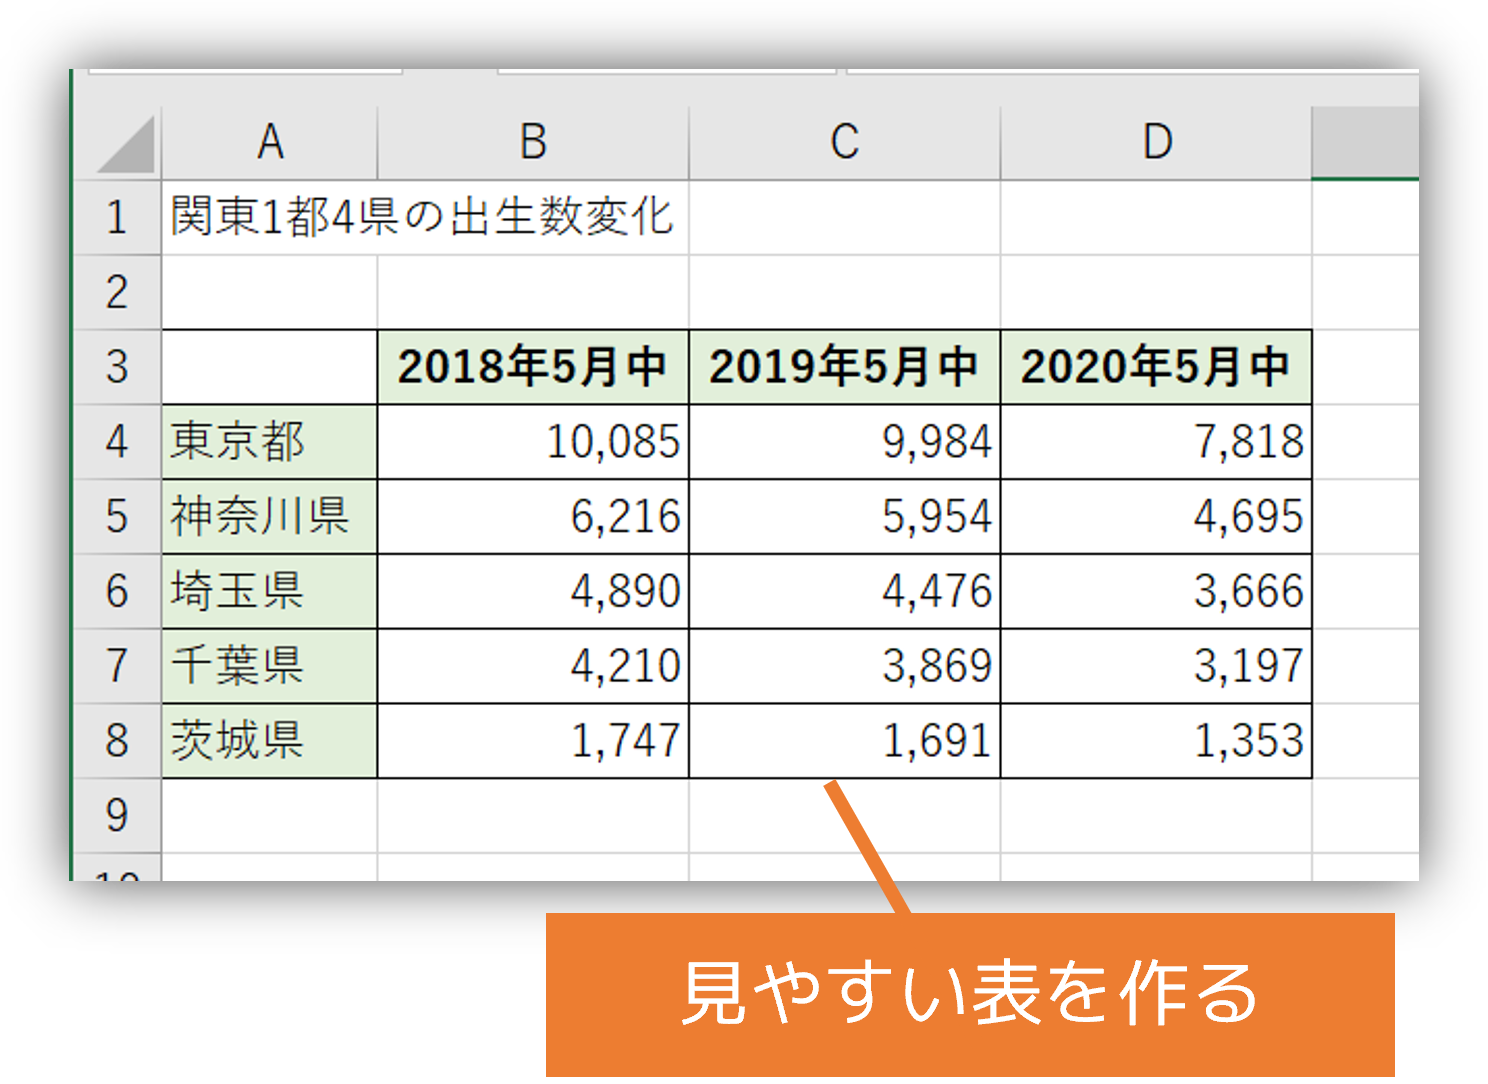 A B C D
1 関東1都4県の出生数変化
2
3 2018年5月中 2019年5月中 2020年5月中
4 東京都 10,085 9,984 7,818
5 神奈川県 6,216 5,954 4,695
6 埼玉県 4,890 4,476 3,666
7 千葉県 4,210 3,869 3,197
8 茨城県 1,747 1,691 1,353
9
10
見やすい表を作る